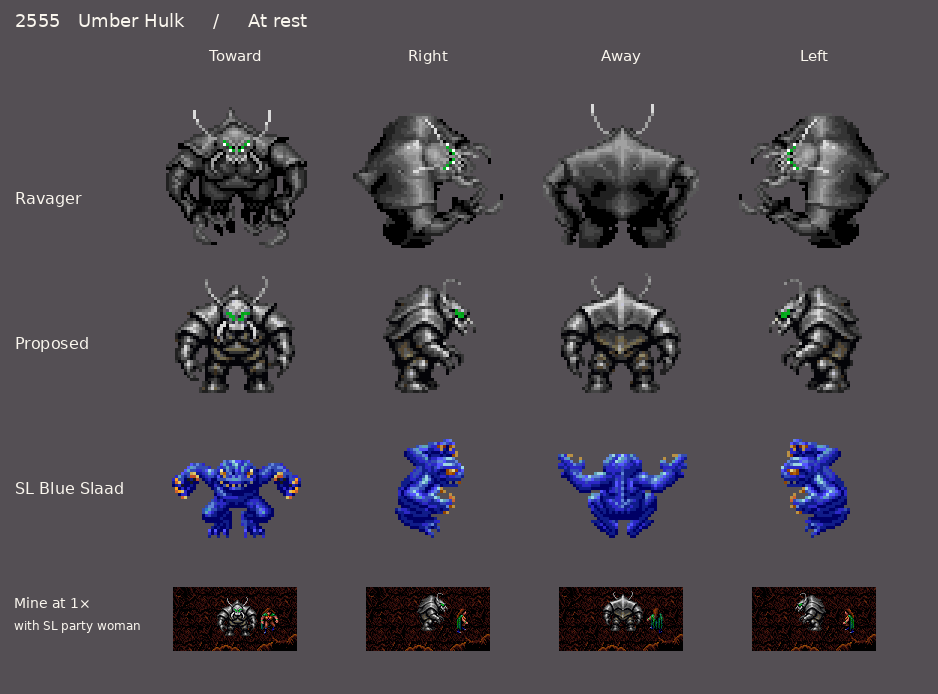 2555 Umber Hulk / At rest
Toward Right Away Left
Ravager
Proposed
SL Blue Slaad
Mine at 1×
with SL party woman